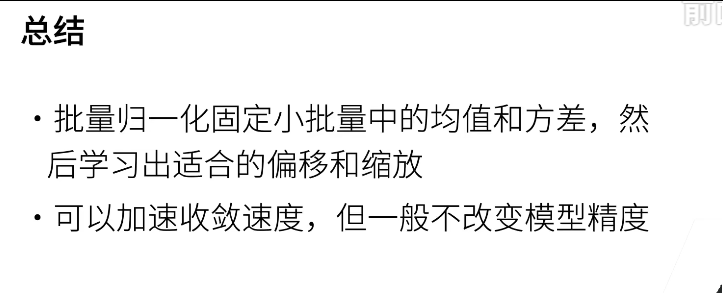 总结
• 批量归一化固定小批量中的均值和方差，然
后学习出适合的偏移和缩放
• 可以加速收敛速度，但一般不改变模型精度